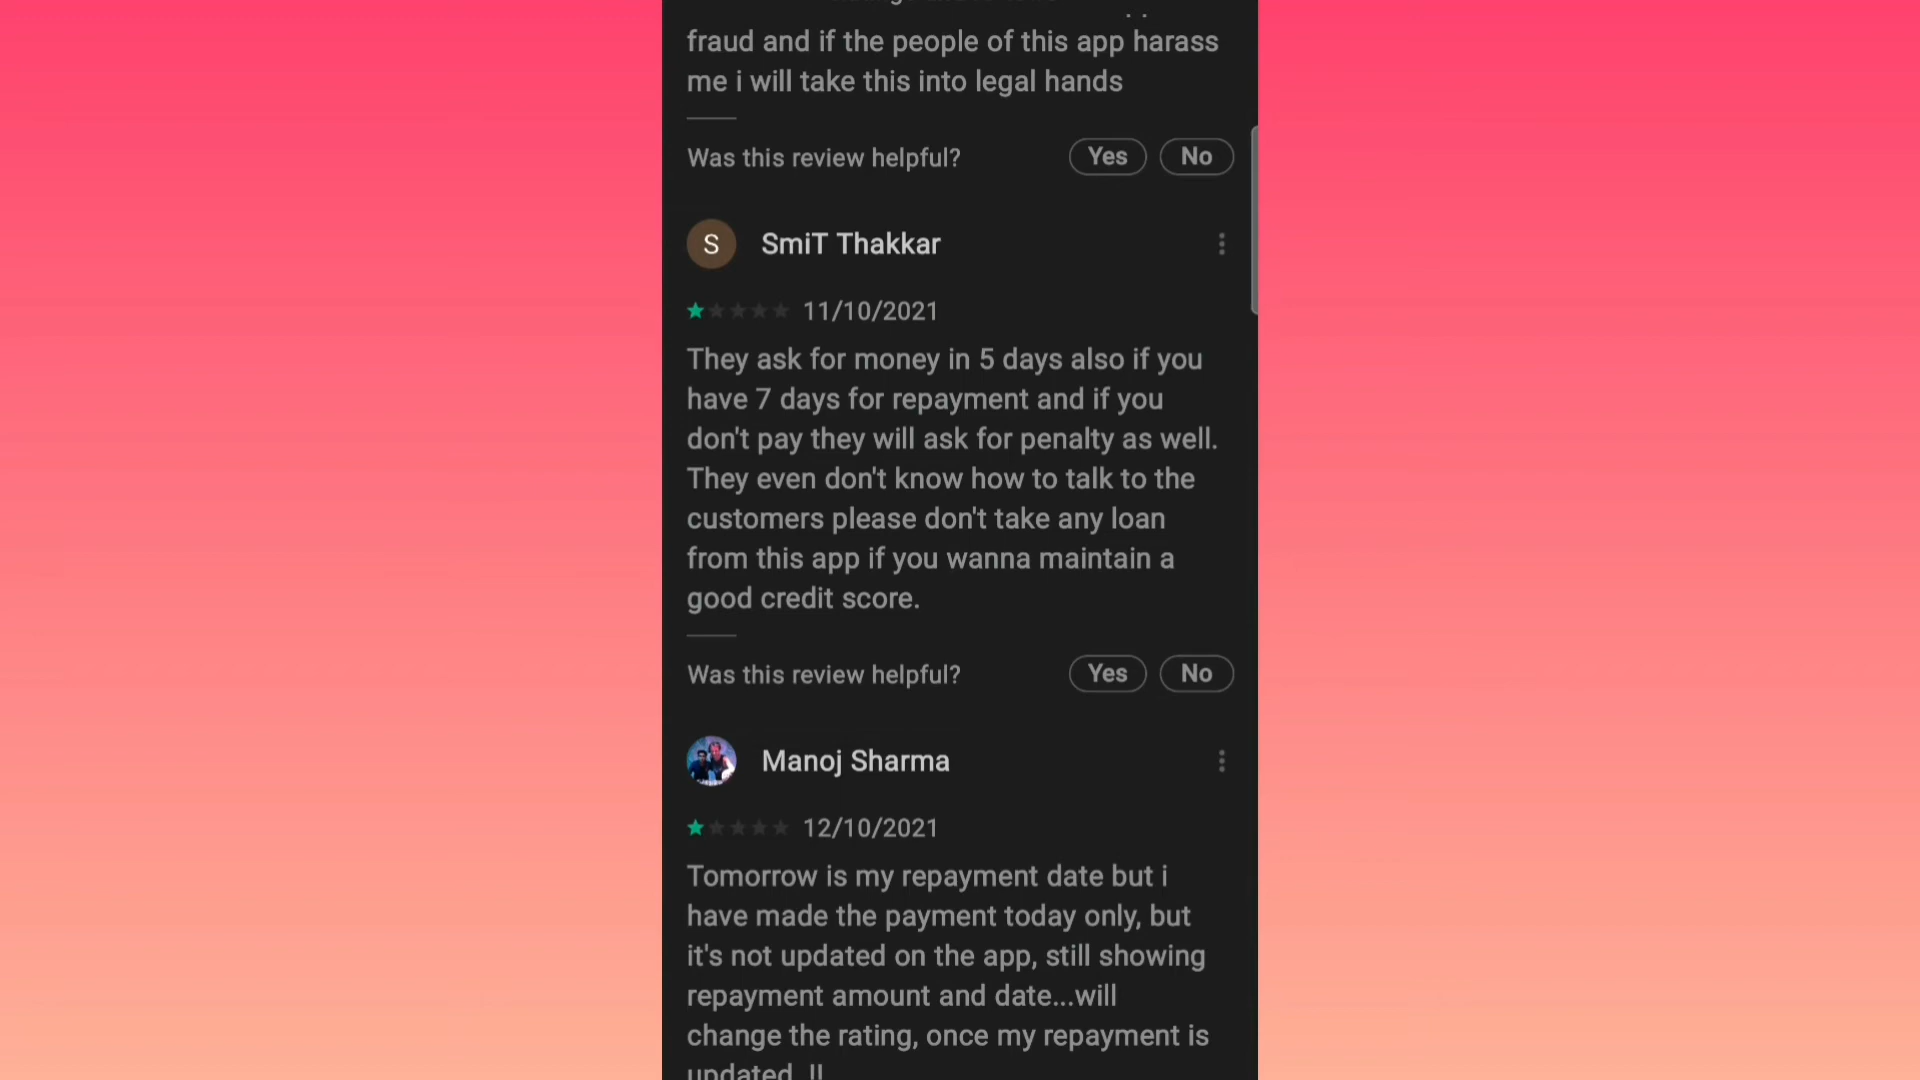 fraud and if the people of this app harass
me i will take this into legal hands
Was this review helpful?
Yes
No
S
SmiT Thakkar
11/10/2021
They ask for money in 5 days also if you
have 7 days for repayment and if you
don't pay they will ask for penalty as well.
They even don't know how to talk to the
customers please don't take any loan
from this app if you wanna maintain a
good credit score.
Was this review helpful?
Yes
No
Manoj Sharma
12/10/2021
Tomorrow is my repayment date but i
have made the payment today only, but
it's not updated on the app, still showing
repayment amount and date...will
change the rating, once my repayment is
updated